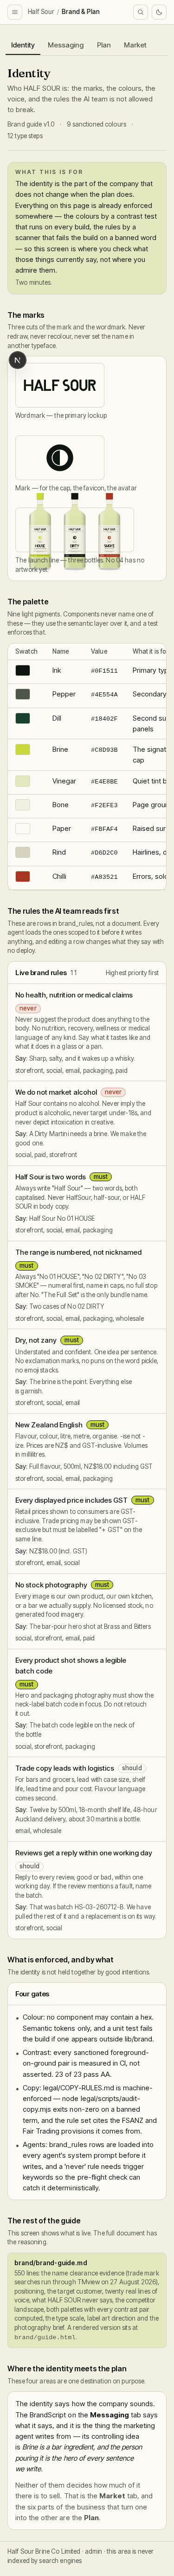 Half Sour / Brand & Plan
Identity Messaging Plan Market
Identity
Who HALF SOUR is: the marks, the colours, the
voice, and the rules the AI team is not allowed
to break.
Brand guide v1.0 · 9 sanctioned colours ·
12 type steps
WHAT THIS IS FOR
The identity is the part of the company that
does not change when the plan does.
Everything on this page is already enforced
somewhere — the colours by a contrast test
that runs on every build, the rules by a
scanner that fails the build on a banned word
— so this screen is where you check what
those things currently say, not where you
admire them.
Two minutes.
The marks
Three cuts of the mark and the wordmark. Never
redraw, never recolour, never set the name in
another typeface.
N
HALF SOUR
Wordmark — the primary lockup
Mark — for the cap, the favicon, the avatar
HALF SOUR HALF SOUR HALF SOUR
HOUSE DIRTY SMOKE
The launch line — three bottles. No 04 has no
artwork yet.
The palette
Nine light pigments. Components never name one of
these — they use the semantic layer over it, and a test
enforces that.
Swatch Name Value What it is fo
Ink #0F1511 Primary typ
Pepper #4E554A Secondary
Dill #18402F Second su
panels
Brine #C8D93B The signat
cap
Vinegar #E4E8BE Quiet tint b
Bone #F2EFE3 Page groun
Paper #FBFAF4 Raised sur
Rind #D6D2C0 Hairlines, d
Chilli #A83521 Errors, sold
The rules the AI team reads first
These are rows in brand_rules, not a document. Every
agent loads the ones scoped to it before it writes
anything, and editing a row changes what they say with
no deploy.
Live brand rules 11 Highest priority first
No health, nutrition or medicinal claims
never
Never suggest the product does anything to the
body. No nutrition, recovery, wellness or medical
language of any kind. Say what it tastes like and
what it does in a glass or a pan.
Say: Sharp, salty, and it wakes up a whisky.
storefront, social, email, packaging, paid
We do not market alcohol never
Half Sour contains no alcohol. Never imply the
product is alcoholic, never target under-18s, and
never depict intoxication in creative.
Say: A Dirty Martini needs a brine. We make the
good one.
social, paid, storefront
Half Sour is two words must
Always write "Half Sour" — two words, both
capitalised. Never HalfSour, half-sour, or HALF
SOUR in body copy.
Say: Half Sour No 01 HOUSE
storefront, social, email, packaging
The range is numbered, not nicknamed
must
Always "No 01 HOUSE", "No 02 DIRTY", "No 03
SMOKE" — numeral first, name in caps, no full stop
after No. "The Full Set" is the only bundle name.
Say: Two cases of No 02 DIRTY
storefront, social, email, packaging, wholesale
Dry, not zany must
Understated and confident. One idea per sentence.
No exclamation marks, no puns on the word pickle,
no emoji stacks.
Say: The brine is the point. Everything else
is garnish.
storefront, social, email
New Zealand English must
Flavour, colour, litre, metre, organise. -ise not -
ize. Prices are NZ$ and GST-inclusive. Volumes
in millilitres.
Say: Full flavour, 500ml, NZ$18.00 including GST
storefront, social, email, packaging
Every displayed price includes GST must
Retail prices shown to consumers are GST-
inclusive. Trade pricing may be shown GST-
exclusive but must be labelled "+ GST" on the
same line.
Say: NZ$18.00 (incl. GST)
storefront, email, social
No stock photography must
Every image is our own product, our own kitchen,
or a bar we actually supply. No licensed stock, no
generated food imagery.
Say: The bar-pour hero shot at Brass and Bitters
social, storefront, email, paid
Every product shot shows a legible
batch code
must
Hero and packaging photography must show the
neck-label batch code in focus. Do not retouch
it out.
Say: The batch code legible on the neck of
the bottle
social, storefront, packaging
Trade copy leads with logistics should
For bars and grocers, lead with case size, shelf
life, lead time and pour cost. Flavour language
comes second.
Say: Twelve by 500ml, 18-month shelf life, 48-hour
Auckland delivery, about 30 martinis a bottle.
email, wholesale
Reviews get a reply within one working day
should
Reply to every review, good or bad, within one
working day. If the review mentions a fault, name
the batch.
Say: That was batch HS-03-260712-B. We have
pulled the rest of it and a replacement is on its way.
storefront, social
What is enforced, and by what
The identity is not held together by good intentions.
Four gates
• Colour: no component may contain a hex.
Semantic tokens only, and a unit test fails
the build if one appears outside lib/brand.
• Contrast: every sanctioned foreground-
on-ground pair is measured in CI, not
asserted. 23 of 23 pass AA.
• Copy: legal/COPY-RULES.md is machine-
enforced — node legal/scripts/audit-
copy.mjs exits non-zero on a banned
term, and the rule set cites the FSANZ and
Fair Trading provisions it comes from.
• Agents: brand_rules rows are loaded into
every agent's system prompt before it
writes, and a 'never' rule needs trigger
keywords so the pre-flight check can
catch it deterministically.
The rest of the guide
This screen shows what is live. The full document has
the reasoning.
brand/brand-guide.md
550 lines: the name clearance evidence (trade mark
searches run through TMview on 27 August 2026),
positioning, the target customer, twenty real lines of
voice, what HALF SOUR never says, the competitor
landscape, both palettes with every contrast pair
computed, the type scale, label art direction and the
photography brief. A rendered version sits at
brand/guide.html.
Where the identity meets the plan
These four areas are one destination on purpose.
The identity says how the company sounds.
The BrandScript on the Messaging tab says
what it says, and it is the thing the marketing
agent writes from — its controlling idea
is Brine is a bar ingredient, and the person
pouring it is the hero of every sentence
we write.
Neither of them decides how much of it
there is to sell. That is the Market tab, and
the six parts of the business that turn one
into the other are the Plan.
Half Sour Brine Co Limited · admin · this area is never
indexed by search engines